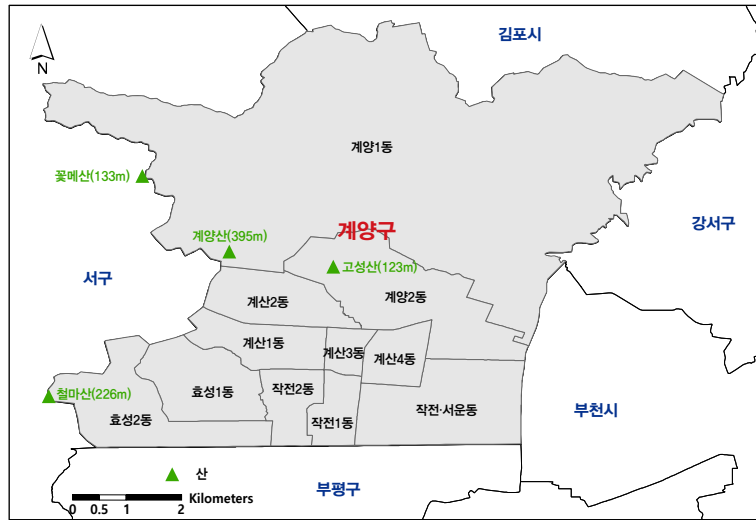 김포시
N
계양1동
꽃메산(133m)
계양구
강서구
계양산(395m)
고성산(123m)
서구
계양2동
계산2동
계산1동
계산3동
계산4동
철마산(226m)
효성1동
작전2동
효성2동
작전1동
작전·서운동
부천시
산
부평구
Kilometers
0 0.5 1 2